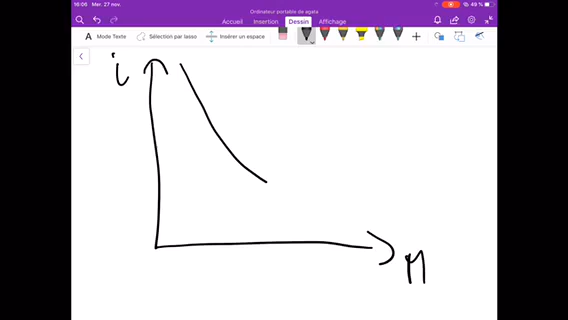 16:05 Mer. 27 nov. 49 %
Ordinateur portable de agata
Accueil Insertion Dessin Affichage
A Mode Texte Sélection par lasso Insérer un espace
i
M